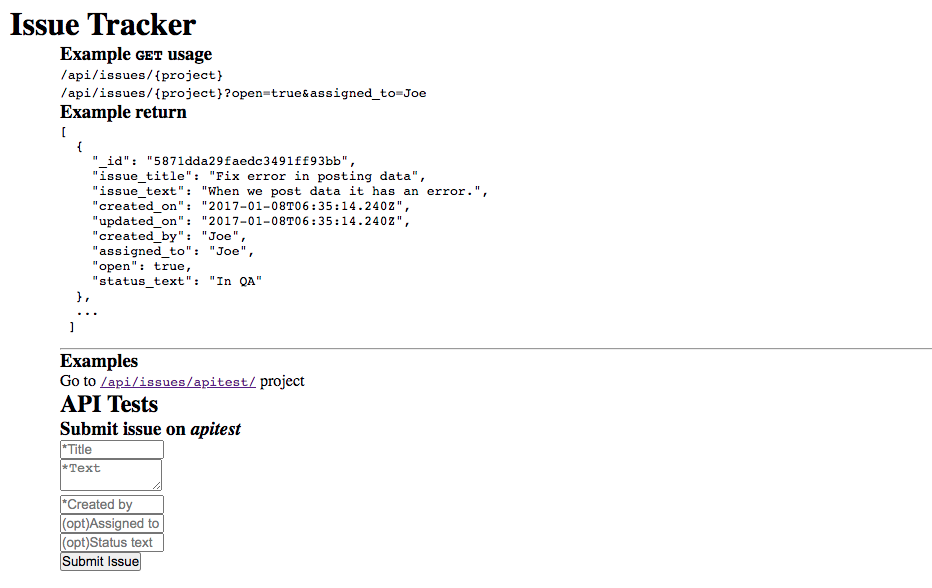 Issue Tracker
Example GET usage
/api/issues/{project}
/api/issues/{project}?open=true&assigned_to=Joe
Example return
[
{
"_id": "5871dda29faedc3491ff93bb",
"issue_title": "Fix error in posting data",
"issue_text": "When we post data it has an error.",
"created_on": "2017-01-08T06:35:14.240Z",
"updated_on": "2017-01-08T06:35:14.240Z",
"created_by": "Joe",
"assigned_to": "Joe",
"open": true,
"status_text": "In QA"
},
...
]
Examples
Go to /api/issues/apitest/ project
API Tests
Submit issue on apitest
*Title
*Text
*Created by
(opt)Assigned to
(opt)Status text
Submit Issue